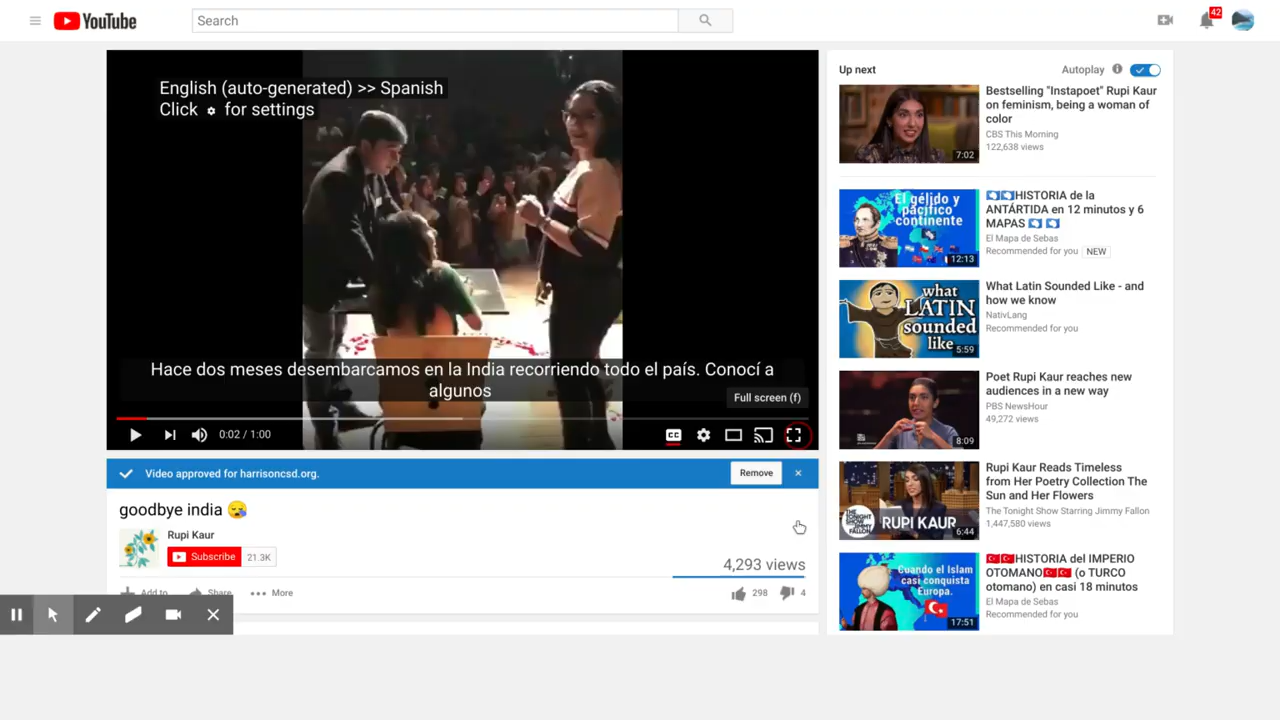 YouTube
Search
42
English (auto-generated) >> Spanish
Click for settings
Hace dos meses desembarcamos en la India recorriendo todo el país. Conocí a
algunos
Full screen (f)
0:02 / 1:00
CC
Video approved for harrisoncsd.org.
Remove
goodbye india
Rupi Kaur
Subscribe 21.3K
4,293 views
Add to Share More
298 4
Up next
Autoplay
Bestselling "Instapoet" Rupi Kaur
on feminism, being a woman of
color
CBS This Morning
122,638 views
7:02
El gélido y
pacífico
continente
12:13
HISTORIA de la
ANTÁRTIDA en 12 minutos y 6
MAPAS
El Mapa de Sebas
Recommended for you NEW
what
LATIN
sounded
like
5:59
What Latin Sounded Like - and
how we know
NativLang
Recommended for you
8:09
Poet Rupi Kaur reaches new
audiences in a new way
PBS NewsHour
49,272 views
THE
TONIGHT
SHOW
RUPI KAUR
6:44
Rupi Kaur Reads Timeless
from Her Poetry Collection The
Sun and Her Flowers
The Tonight Show Starring Jimmy Fallon
1,447,580 views
Cuando el Islam
casi conquista
Europa.
17:51
HISTORIA del IMPERIO
OTOMANO (o TURCO
otomano) en casi 18 minutos
El Mapa de Sebas
Recommended for you